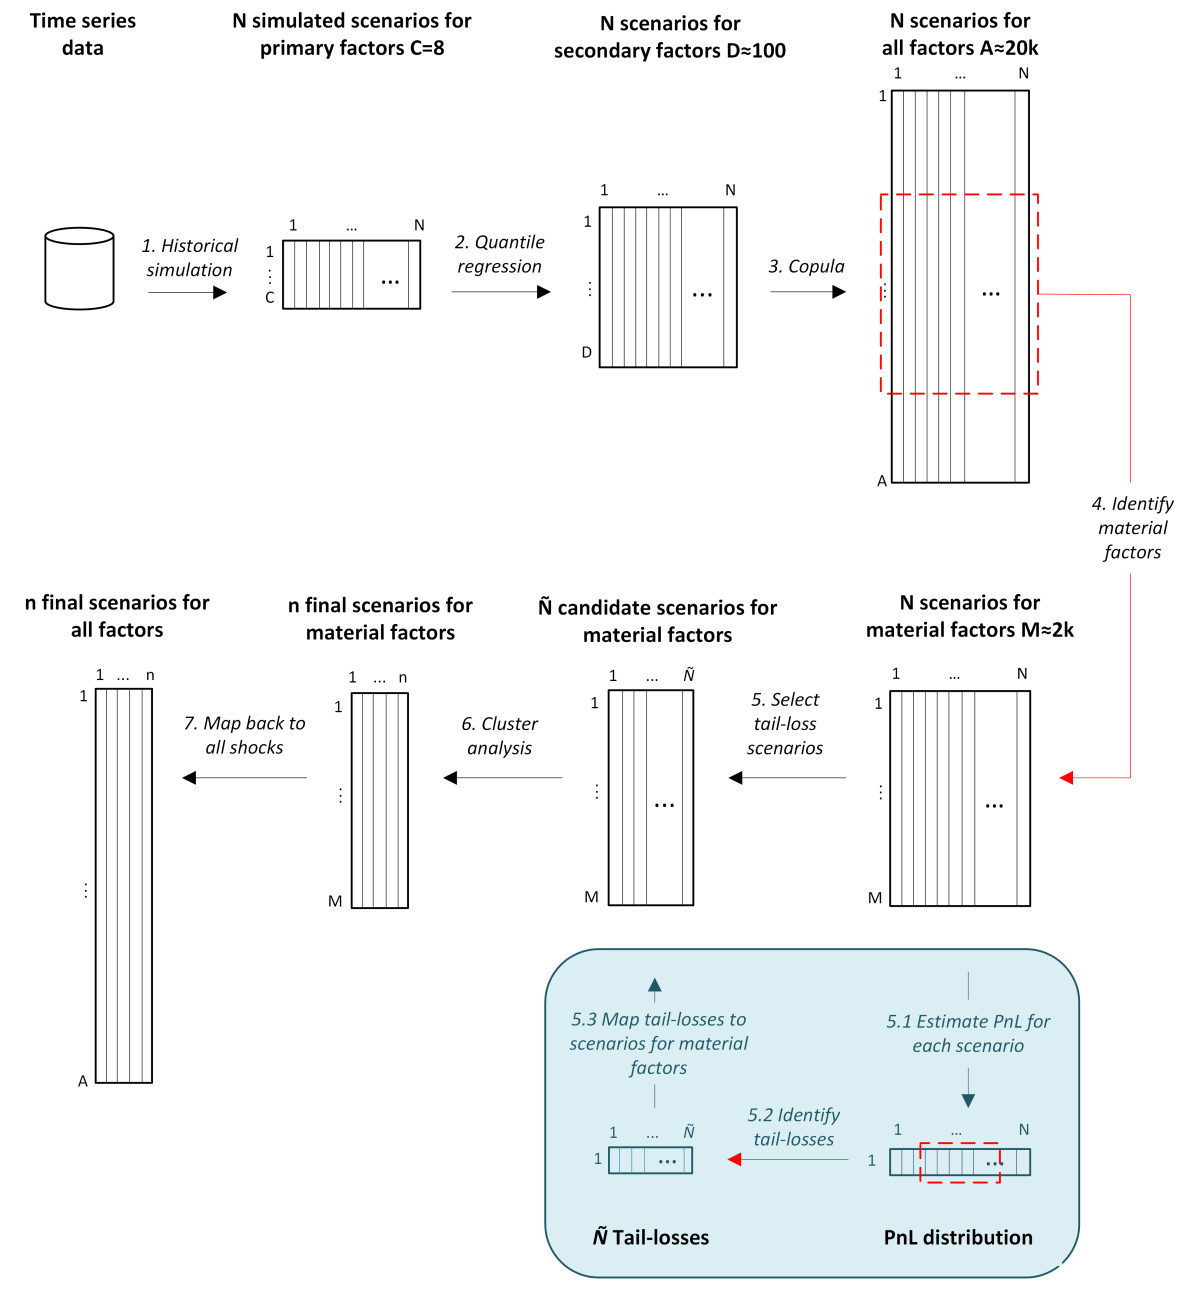 Time series
data
N simulated scenarios for
primary factors C=8
N scenarios for
secondary factors D≈100
N scenarios for
all factors A≈20k
1 ... N
1
⋮
A
1 ... N
1
⋮
D
...
1 ... N
1
⋮
C
...
...
1. Historical
simulation
2. Quantile
regression
3. Copula
4. Identify
material
factors
n final scenarios for
all factors
n final scenarios for
material factors
Ñ candidate scenarios for
material factors
N scenarios for
material factors M≈2k
1 ... n
1
⋮
A
1 ... n
1
⋮
M
1 ... Ñ
1
⋮
M
...
1 ... N
1
⋮
M
...
7. Map back to
all shocks
6. Cluster
analysis
5. Select
tail-loss
scenarios
5.3 Map tail-losses to
scenarios for material
factors
5.1 Estimate PnL for
each scenario
5.2 Identify
tail-losses
1 ... Ñ
1
...
1 ... N
1
...
Ñ Tail-losses
PnL distribution